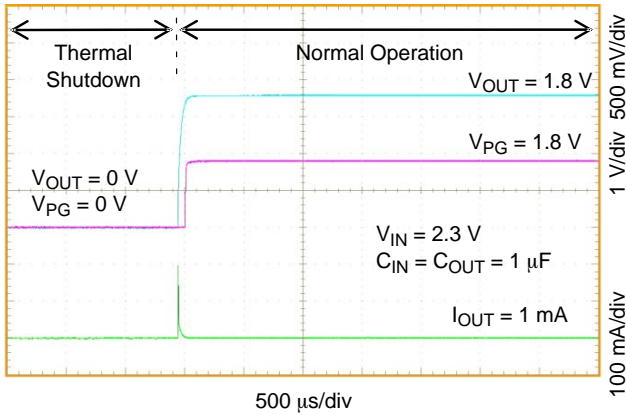 Thermal
Shutdown
Normal Operation
VOUT = 1.8 V
VPG = 1.8 V
VOUT = 0 V
VPG = 0 V
VIN = 2.3 V
CIN = COUT = 1 μF
IOUT = 1 mA
500 μs/div
500 mV/div
1 V/div
100 mA/div